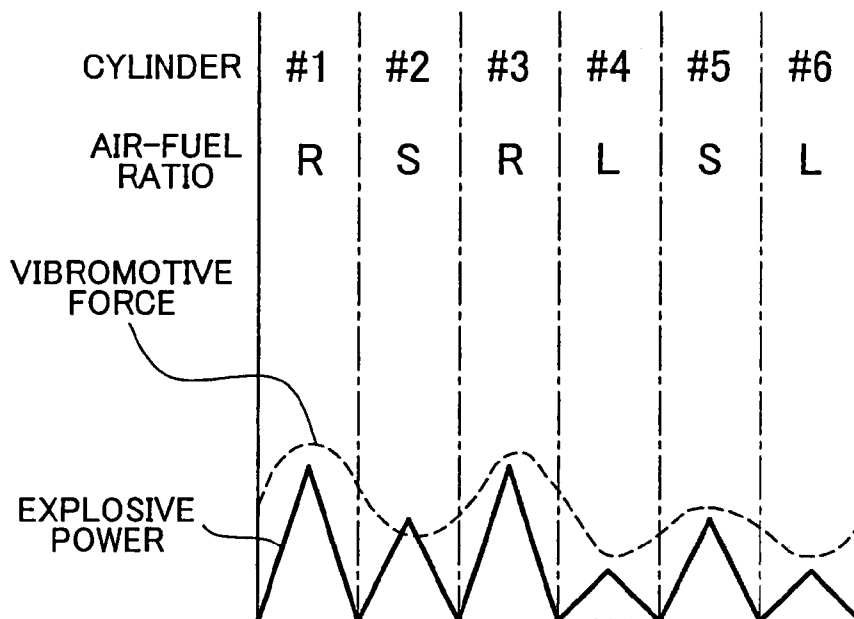 CYLINDER #1 #2 #3 #4 #5 #6
AIR-FUEL
RATIO R S R L S L
VIBROMOTIVE
FORCE
EXPLOSIVE
POWER